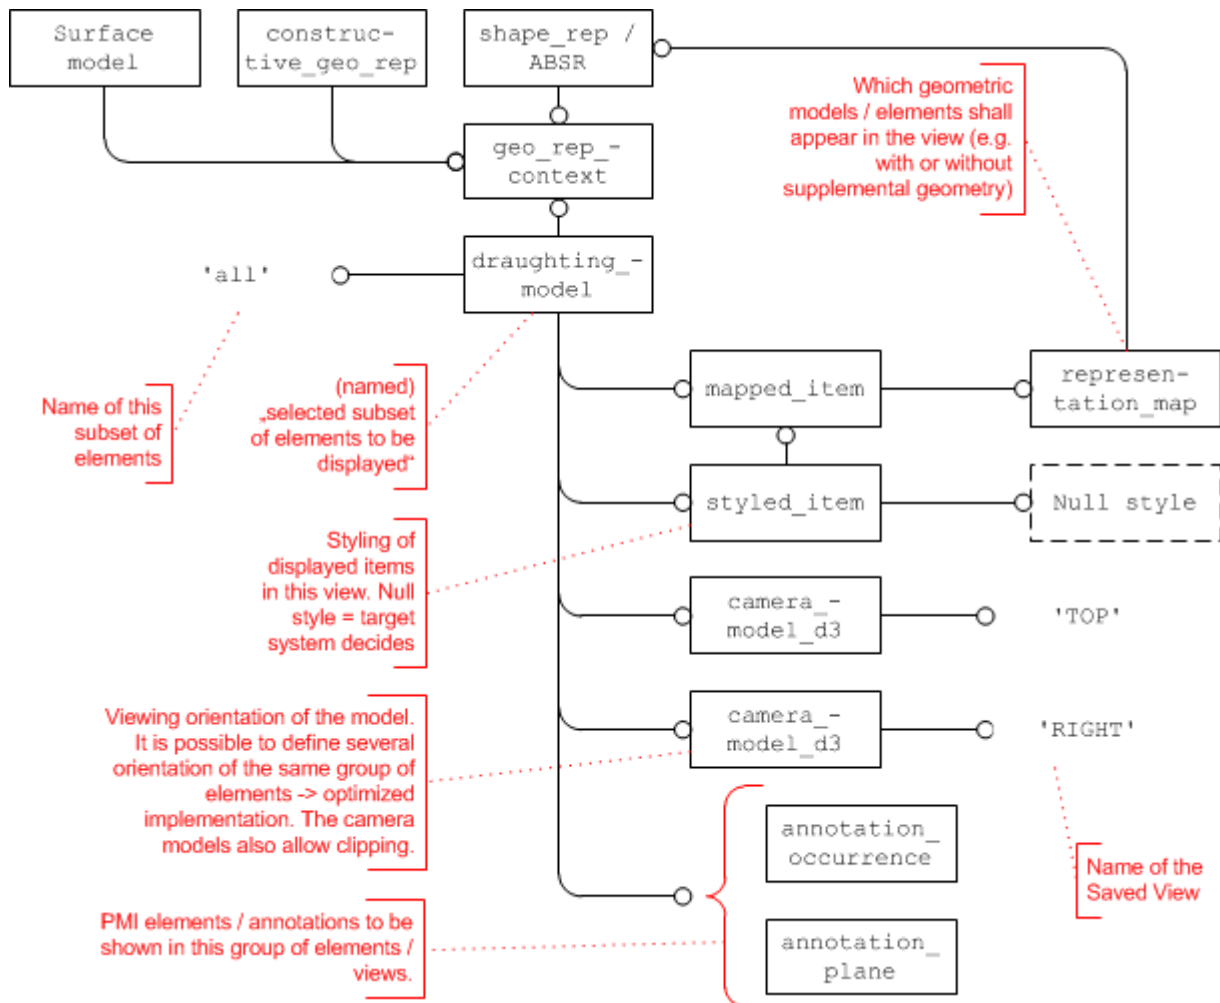 Surface
model
construc-
tive_geo_rep
shape_rep /
ABSR
Which geometric
models / elements shall
appear in the view (e.g.
with or without
supplemental geometry)
geo_rep_-
context
'all'
draughting_-
model
Name of this
subset of
elements
(named)
„selected subset
of elements to be
displayed“
mapped_item
represen-
tation_map
styled_item
Null style
Styling of
displayed items
in this view. Null
style = target
system decides
camera_-
model_d3
'TOP'
Viewing orientation of the model.
It is possible to define several
orientation of the same group of
elements -> optimized
implementation. The camera
models also allow clipping.
camera_-
model_d3
'RIGHT'
annotation_
occurrence
Name of the
Saved View
PMI elements / annotations to be
shown in this group of elements /
views.
annotation_
plane